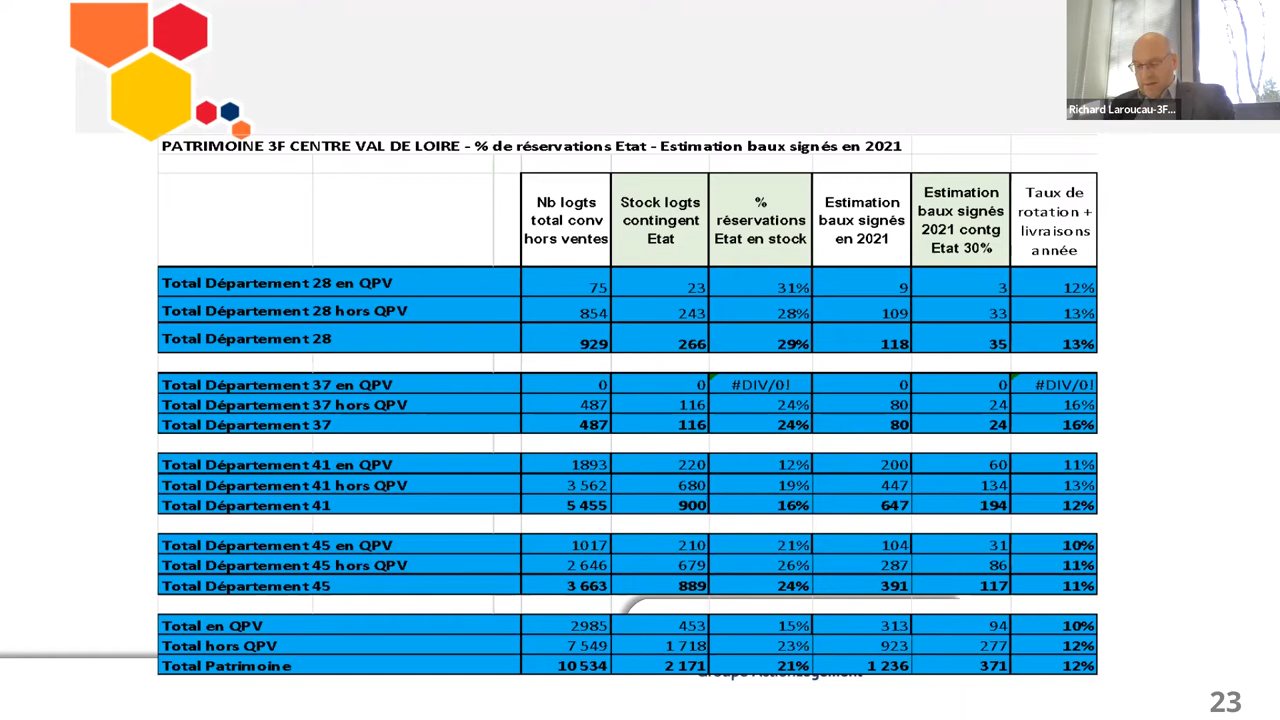 Richard Laroucau-3F...
PATRIMOINE 3F CENTRE VAL DE LOIRE - % de réservations Etat - Estimation baux signés en 2021
Nb logts total conv hors ventes Stock logts contingent Etat % réservations Etat en stock Estimation baux signés en 2021 Estimation baux signés 2021 contg Etat 30% Taux de rotation + livraisons année
Total Département 28 en QPV 75 23 31% 9 3 12%
Total Département 28 hors QPV 854 243 28% 109 33 13%
Total Département 28 929 266 29% 118 35 13%
Total Département 37 en QPV 0 0 #DIV/0! 0 0 #DIV/0!
Total Département 37 hors QPV 487 116 24% 80 24 16%
Total Département 37 487 116 24% 80 24 16%
Total Département 41 en QPV 1893 220 12% 200 60 11%
Total Département 41 hors QPV 3 562 680 19% 447 134 13%
Total Département 41 5 455 900 16% 647 194 12%
Total Département 45 en QPV 1017 210 21% 104 31 10%
Total Département 45 hors QPV 2 646 679 26% 287 86 11%
Total Département 45 3 663 889 24% 391 117 11%
Total en QPV 2985 453 15% 313 94 10%
Total hors QPV 7 549 1 718 23% 923 277 12%
Total Patrimoine 10 534 2 171 21% 1 236 371 12%
Groupe ActionLogement
23